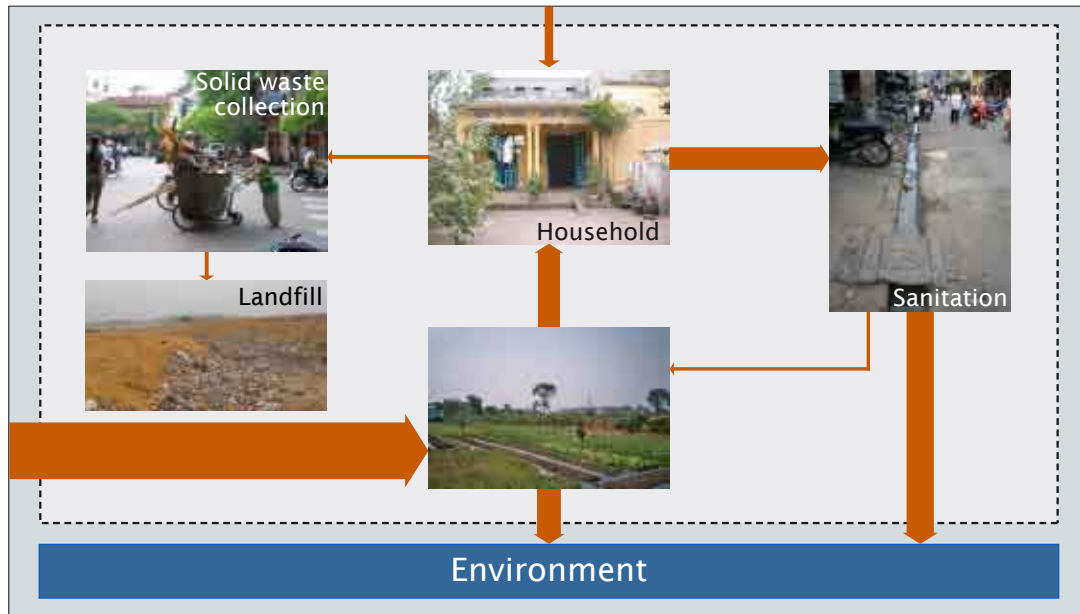 Solid waste
collection
Household
Landfill
Sanitation
Environment